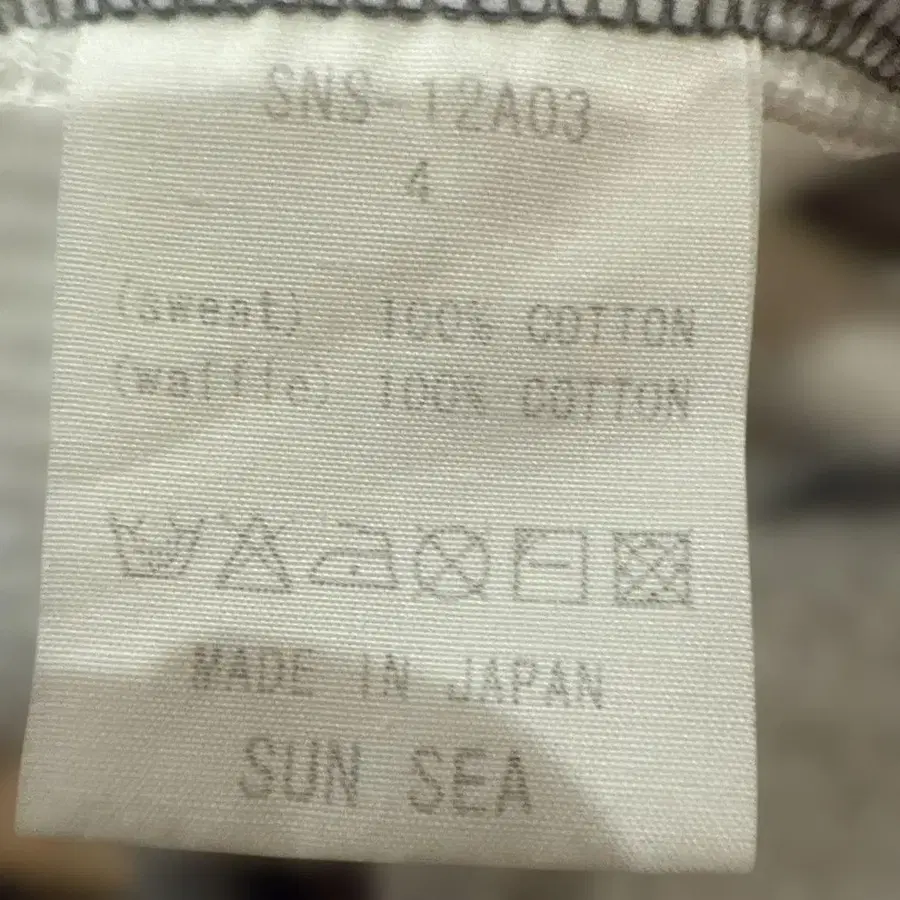 SNS-12A03
4
(sweat) 100% COTTON
(waffle) 100% COTTON
MADE IN JAPAN
SUN SEA